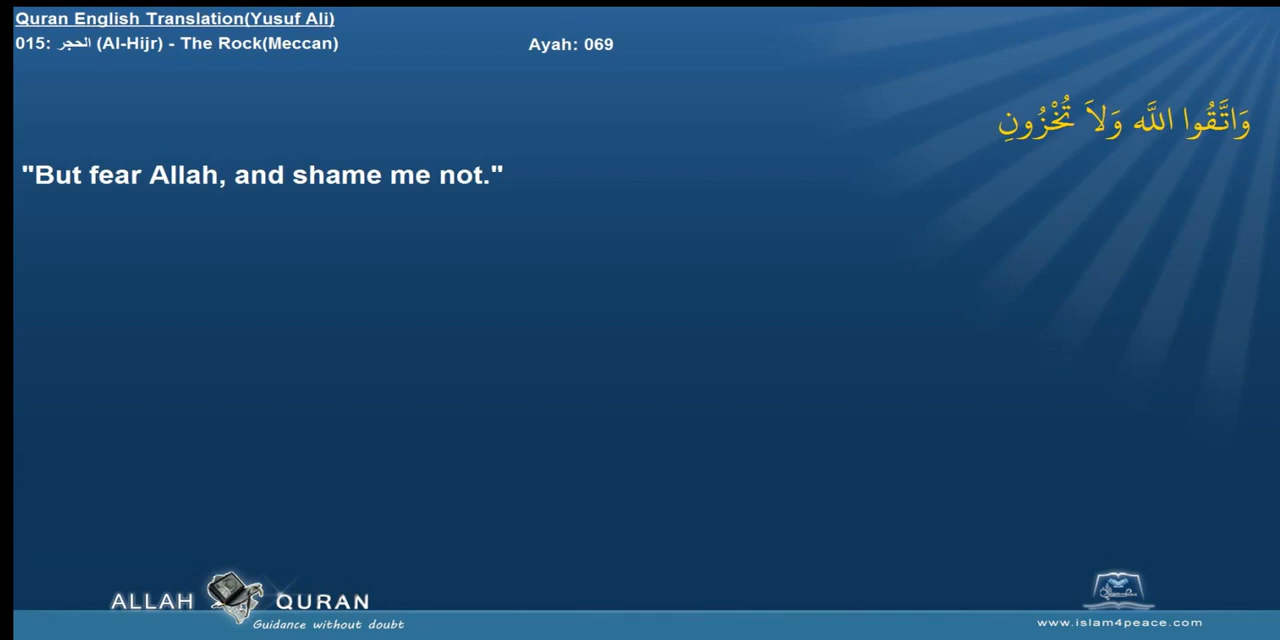 Quran English Translation(Yusuf Ali)
015: الحجر (Al-Hijr) - The Rock(Meccan) Ayah: 069
وَاتَّقُوا اللَّه وَلاَ تُخْزُونِ
"But fear Allah, and shame me not."
ALLAH QURAN
Guidance without doubt
www.islam4peace.com